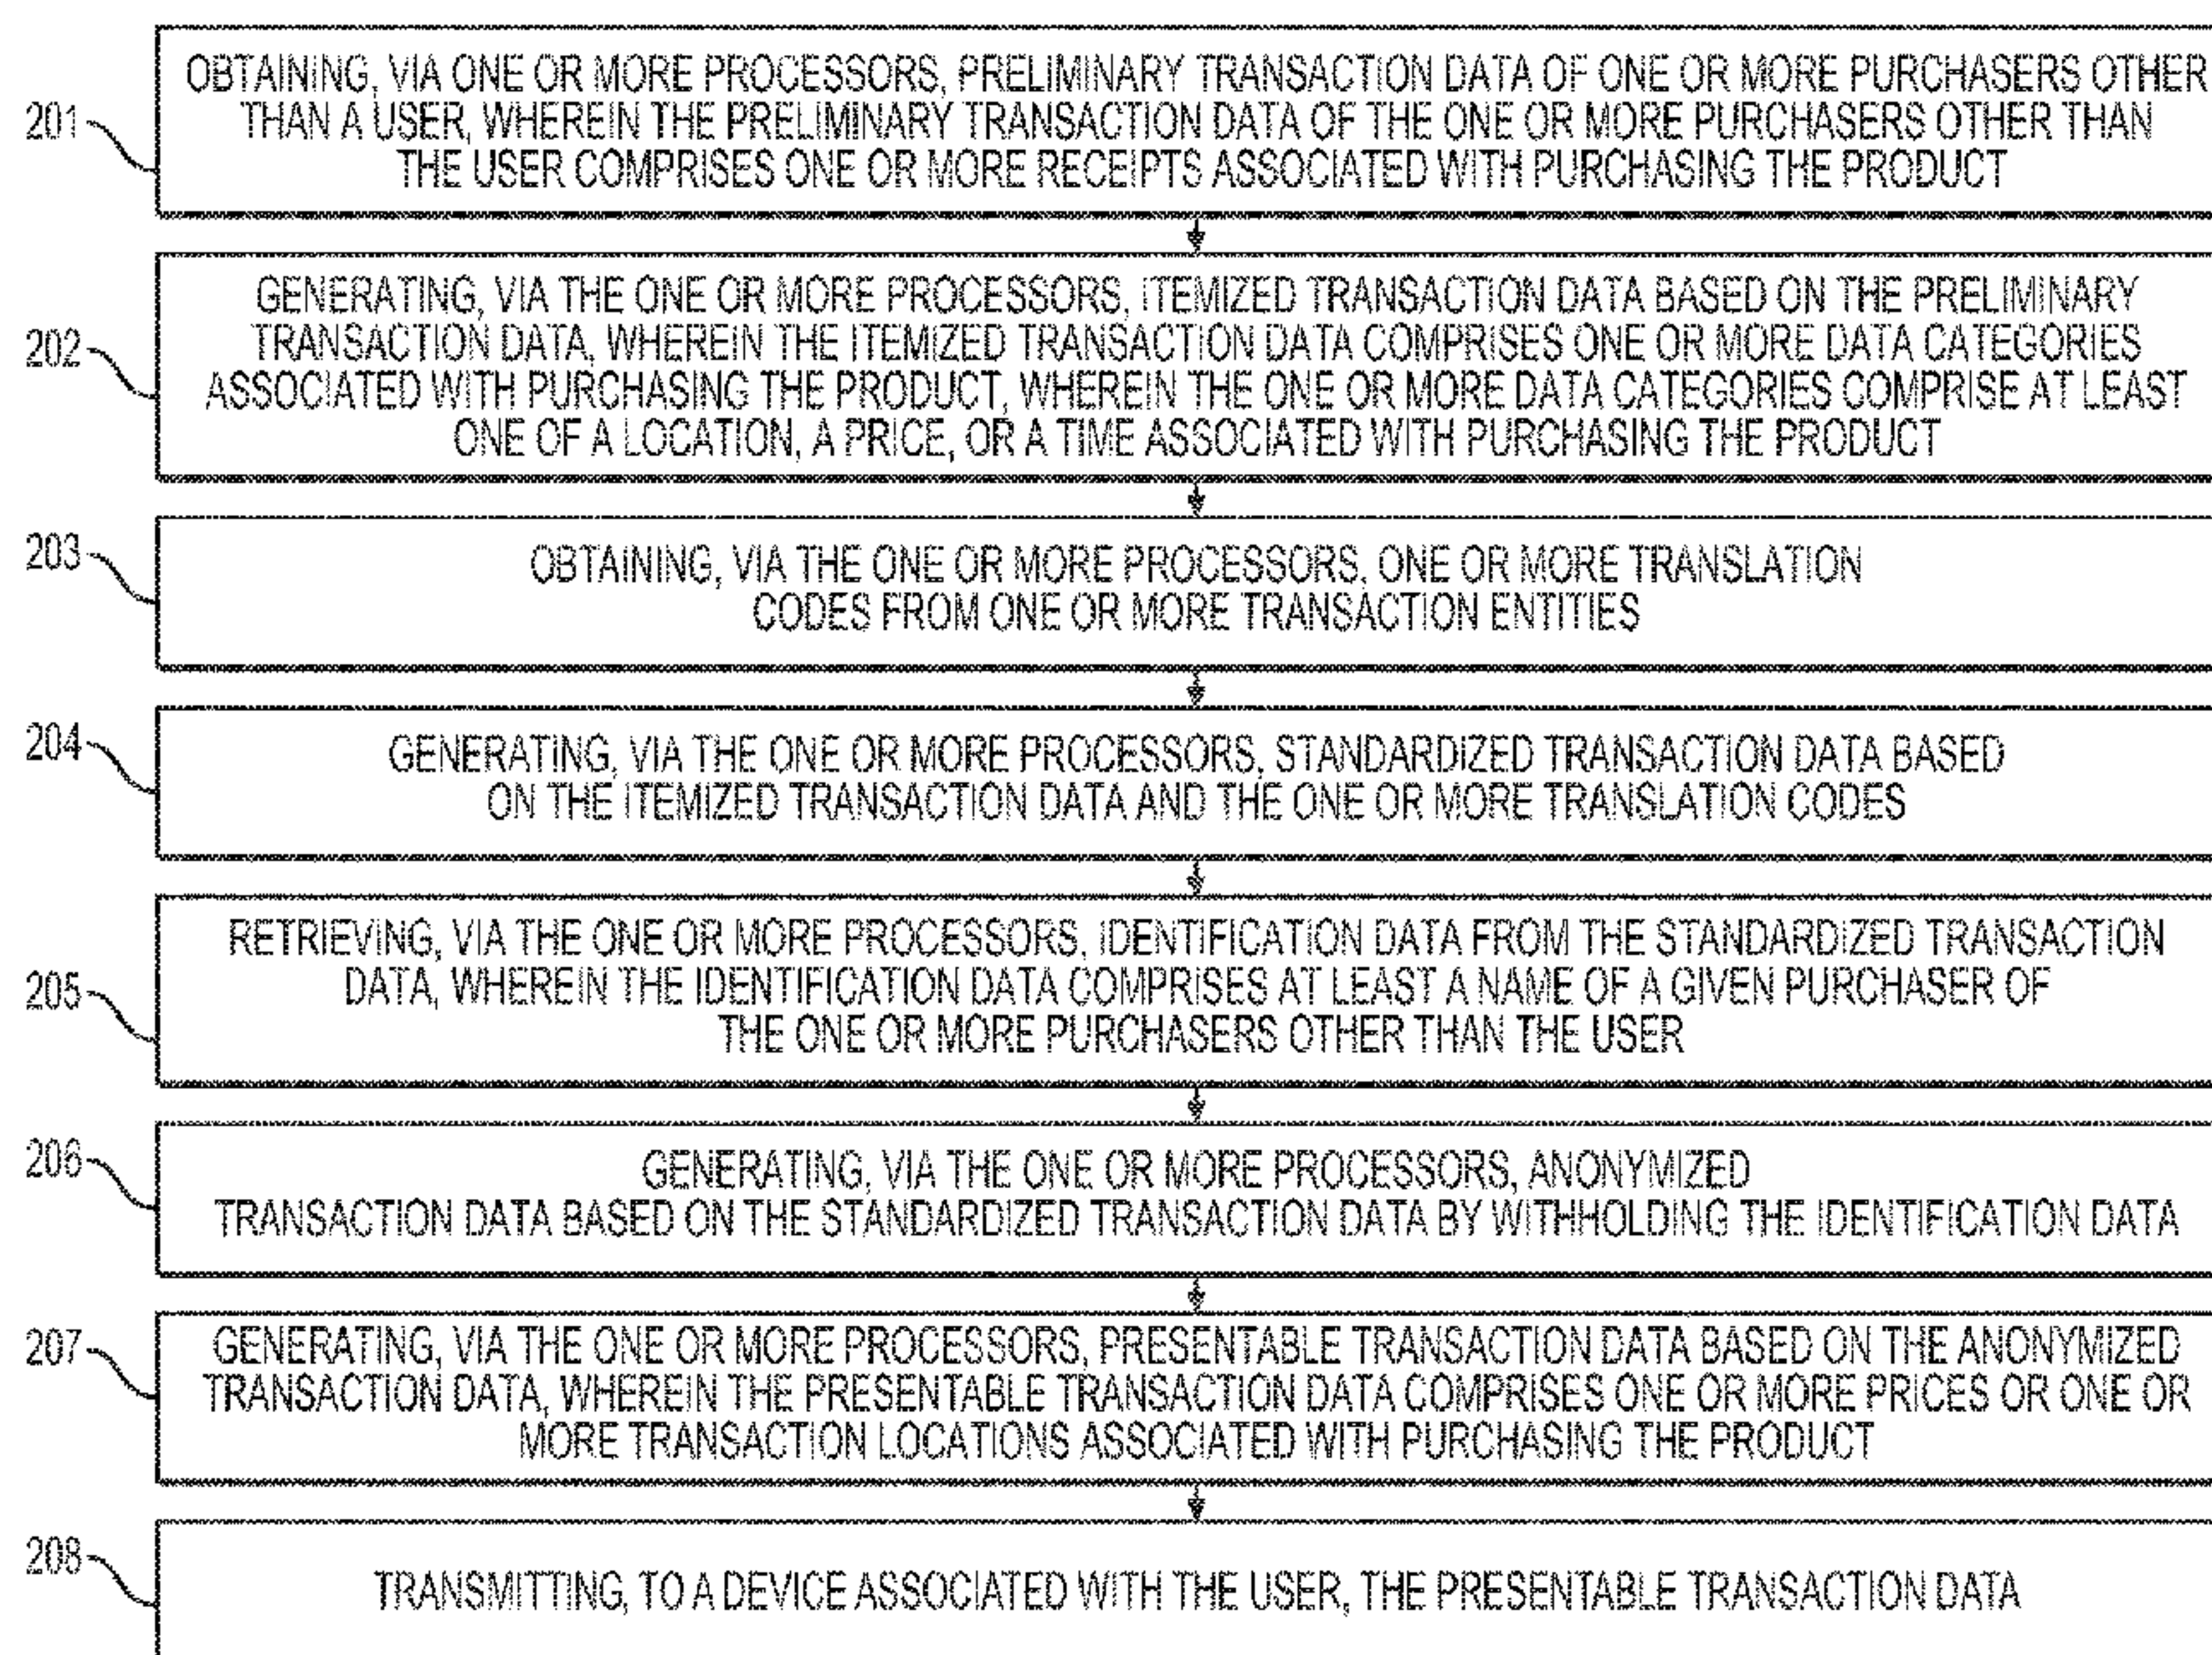 201
OBTAINING, VIA ONE OR MORE PROCESSORS, PRELIMINARY TRANSACTION DATA OF ONE OR MORE PURCHASERS OTHER
THAN A USER, WHEREIN THE PRELIMINARY TRANSACTION DATA OF THE ONE OR MORE PURCHASERS OTHER THAN
THE USER COMPRISES ONE OR MORE RECEIPTS ASSOCIATED WITH PURCHASING THE PRODUCT
202
GENERATING, VIA THE ONE OR MORE PROCESSORS, ITEMIZED TRANSACTION DATA BASED ON THE PRELIMINARY
TRANSACTION DATA, WHEREIN THE ITEMIZED TRANSACTION DATA COMPRISES ONE OR MORE DATA CATEGORIES
ASSOCIATED WITH PURCHASING THE PRODUCT, WHEREIN THE ONE OR MORE DATA CATEGORIES COMPRISE AT LEAST
ONE OF A LOCATION, A PRICE, OR A TIME ASSOCIATED WITH PURCHASING THE PRODUCT
203
OBTAINING, VIA THE ONE OR MORE PROCESSORS, ONE OR MORE TRANSLATION
CODES FROM ONE OR MORE TRANSACTION ENTITIES
204
GENERATING, VIA THE ONE OR MORE PROCESSORS, STANDARDIZED TRANSACTION DATA BASED
ON THE ITEMIZED TRANSACTION DATA AND THE ONE OR MORE TRANSLATION CODES
205
RETRIEVING, VIA THE ONE OR MORE PROCESSORS, IDENTIFICATION DATA FROM THE STANDARDIZED TRANSACTION
DATA, WHEREIN THE IDENTIFICATION DATA COMPRISES AT LEAST A NAME OF A GIVEN PURCHASER OF
THE ONE OR MORE PURCHASERS OTHER THAN THE USER
206
GENERATING, VIA THE ONE OR MORE PROCESSORS, ANONYMIZED
TRANSACTION DATA BASED ON THE STANDARDIZED TRANSACTION DATA BY WITHHOLDING THE IDENTIFICATION DATA
207
GENERATING, VIA THE ONE OR MORE PROCESSORS, PRESENTABLE TRANSACTION DATA BASED ON THE ANONYMIZED
TRANSACTION DATA, WHEREIN THE PRESENTABLE TRANSACTION DATA COMPRISES ONE OR MORE PRICES OR ONE OR
MORE TRANSACTION LOCATIONS ASSOCIATED WITH PURCHASING THE PRODUCT
208
TRANSMITTING, TO A DEVICE ASSOCIATED WITH THE USER, THE PRESENTABLE TRANSACTION DATA